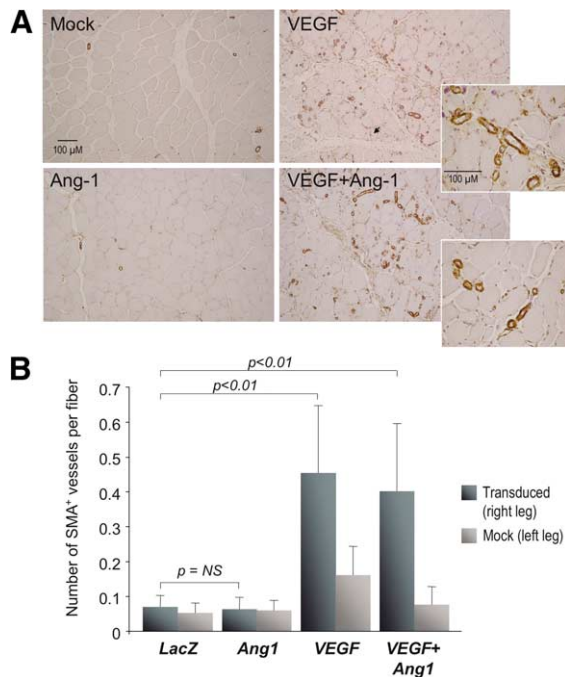 A
Mock
VEGF
100 µM
100 µM
Ang-1
VEGF+Ang-1
B
p<0.01
p<0.01
Number of SMA+ vessels per fiber
0.7
0.6
0.5
0.4
0.3
0.2
0.1
0
p = NS
Transduced
(right leg)
Mock (left leg)
LacZ
Ang1
VEGF
VEGF+
Ang1